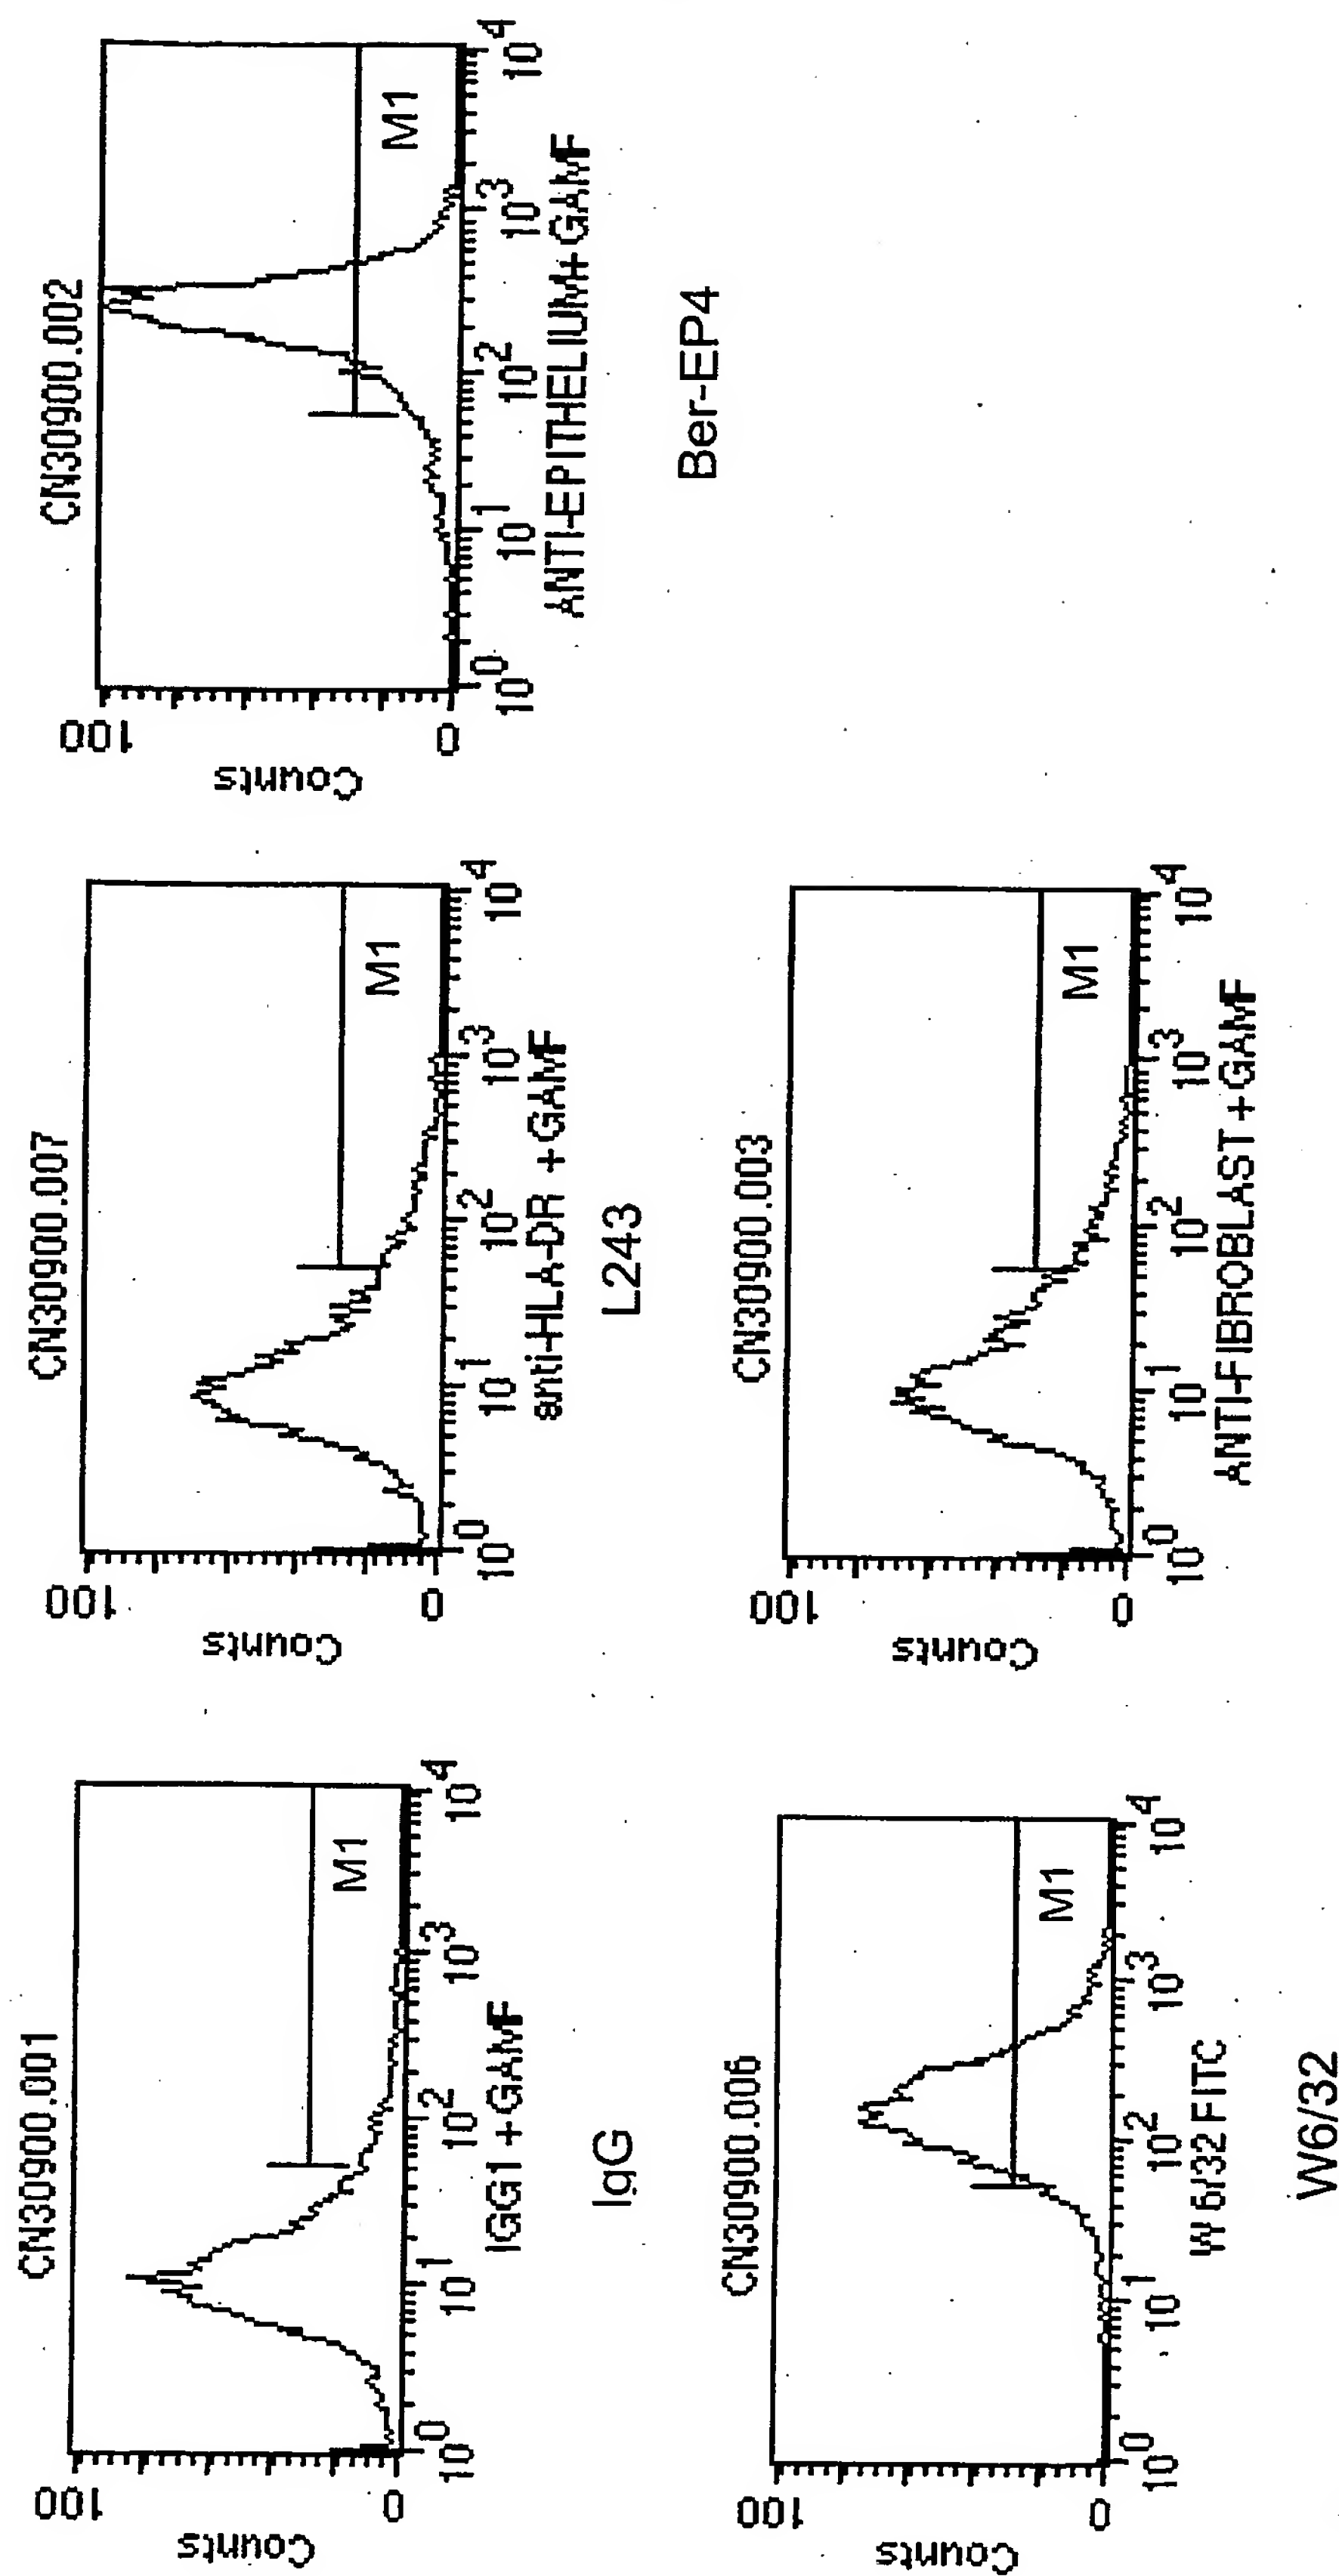 CN30900.001
Counts
100
0
10^0 10^1 10^2 10^3 10^4
M1
IGG1 +GAMF
IgG
CN30900.007
Counts
100
0
10^0 10^1 10^2 10^3 10^4
M1
anti-HLA-DR +GAMF
L243
CN30900.002
Counts
100
0
10^0 10^1 10^2 10^3 10^4
M1
ANTI-EPITHELIUM+GAMF
Ber-EP4
CN30900.006
Counts
100
0
10^0 10^1 10^2 10^3 10^4
M1
W 6/32 FITC
W6/32
CN30900.003
Counts
100
0
10^0 10^1 10^2 10^3 10^4
M1
ANTI-FIBROBLAST +GAMF